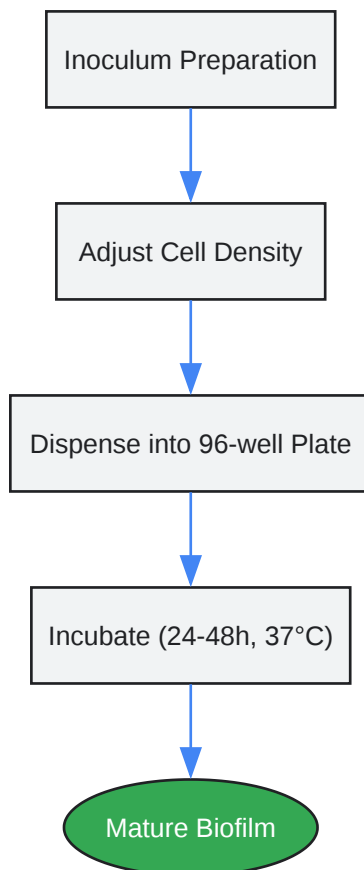 Inoculum Preparation
Adjust Cell Density
Dispense into 96-well Plate
Incubate (24-48h, 37°C)
Mature Biofilm